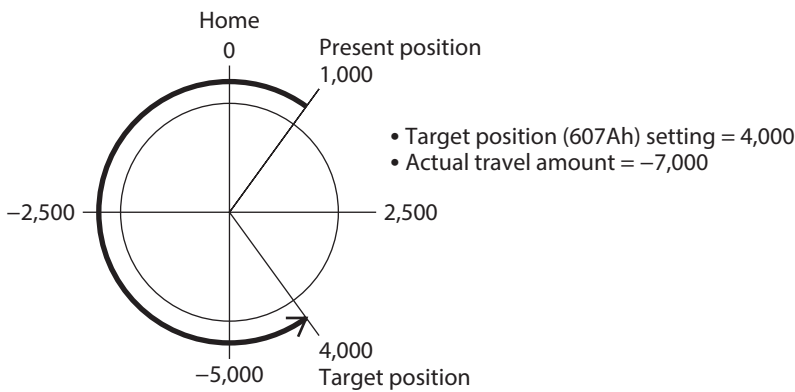 Home
0
Present position
1,000
• Target position (607Ah) setting = 4,000
• Actual travel amount = −7,000
−2,500
2,500
4,000
Target position
−5,000